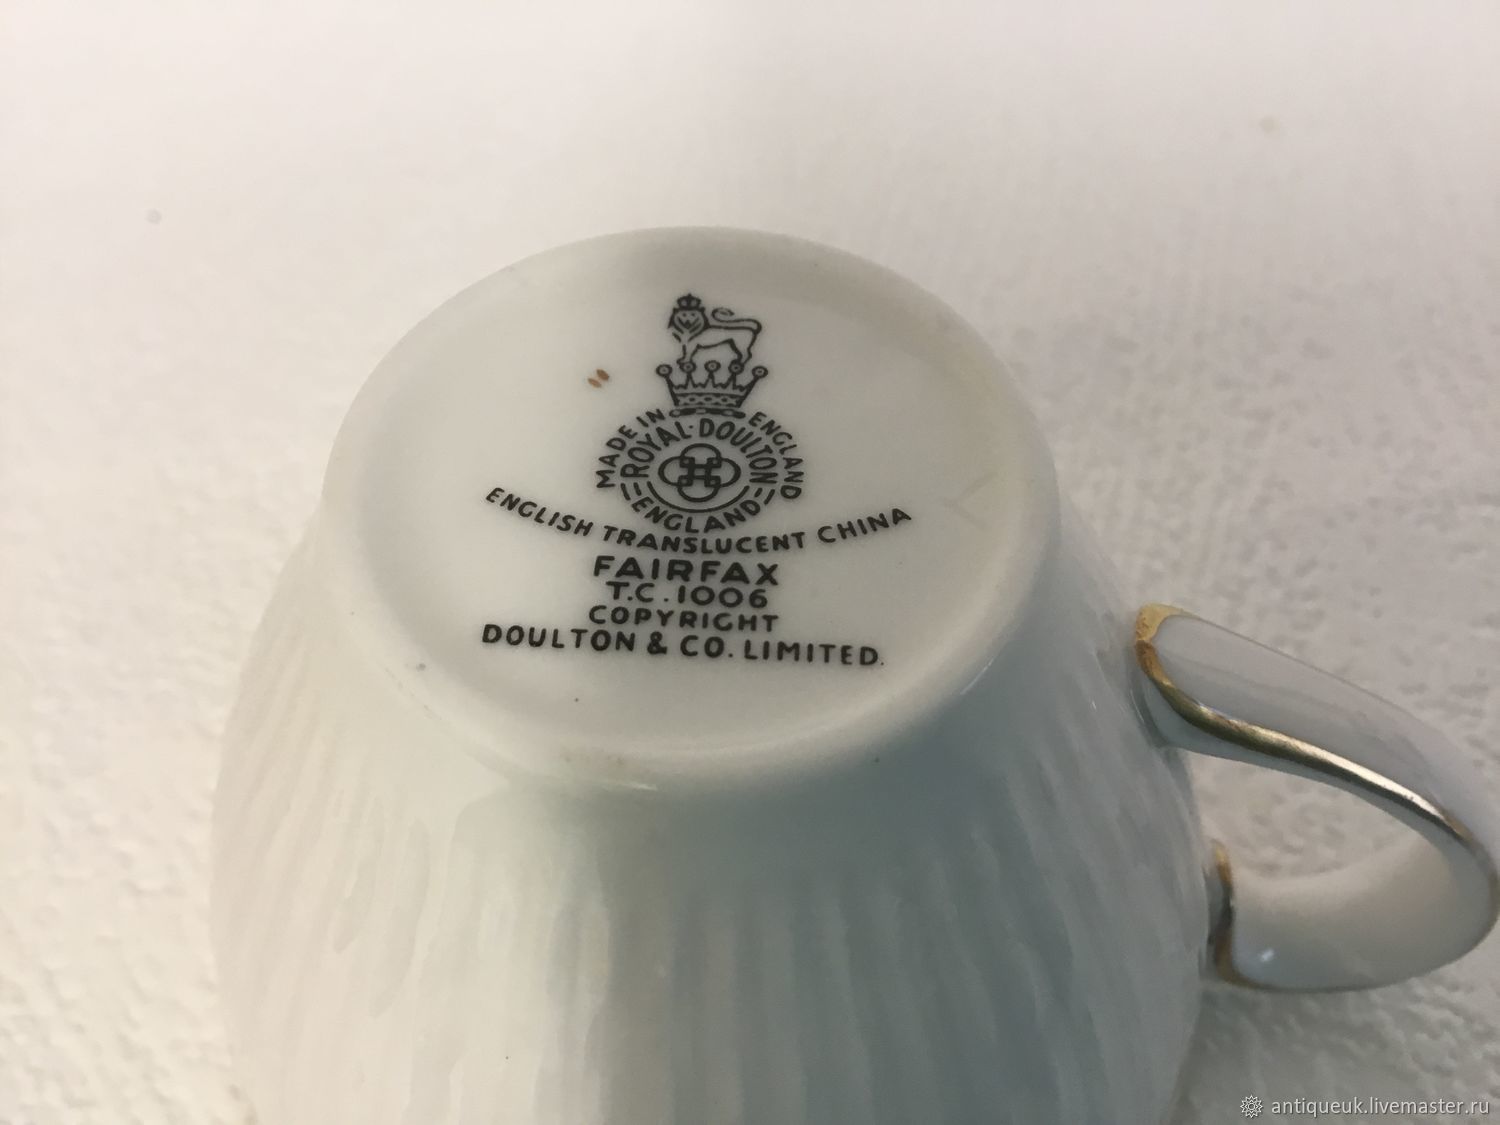 MADE IN ENGLAND
ROYAL·DOULTON
ENGLAND
ENGLISH TRANSLUCENT CHINA
FAIRFAX
T.C.1006
COPYRIGHT
DOULTON & CO. LIMITED.
antiqueuk.livemaster.ru